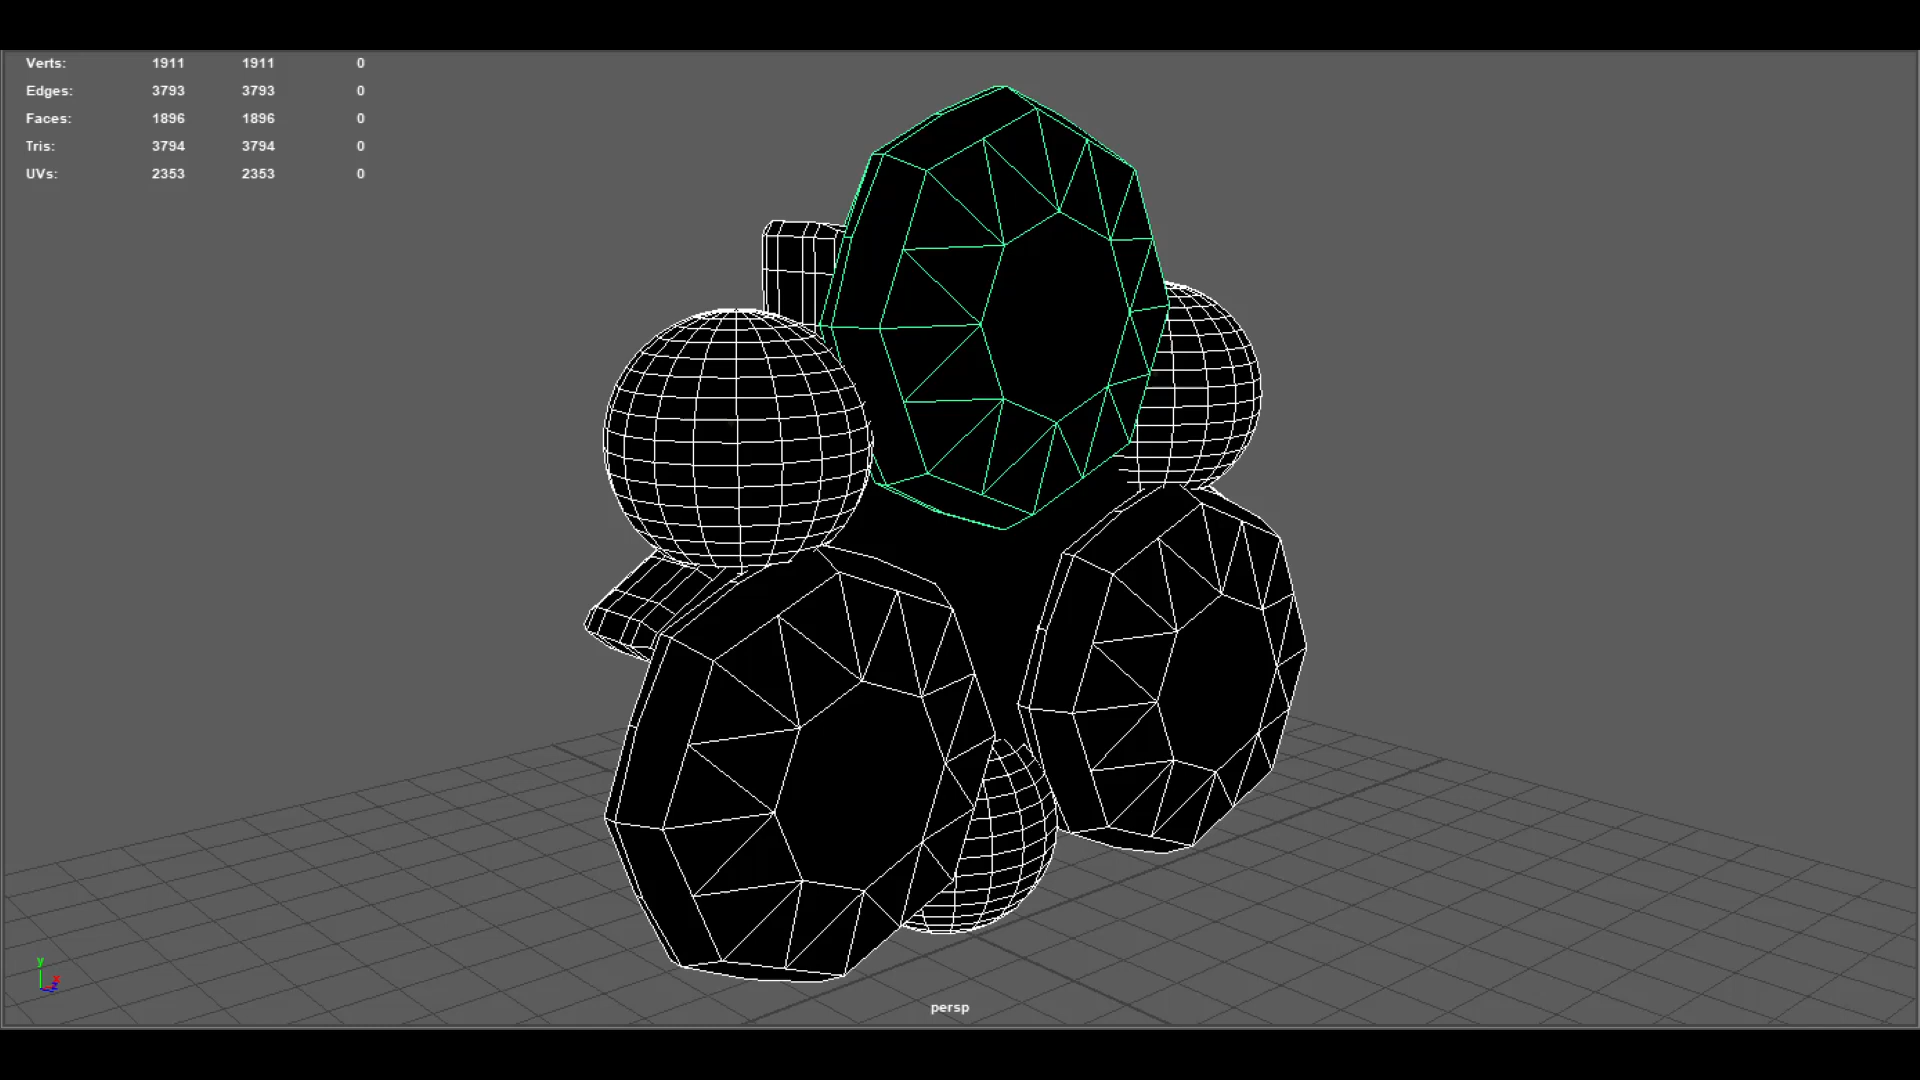 Verts: 1911 1911 0
Edges: 3793 3793 0
Faces: 1896 1896 0
Tris: 3794 3794 0
UVs: 2353 2353 0
y
x
z
persp